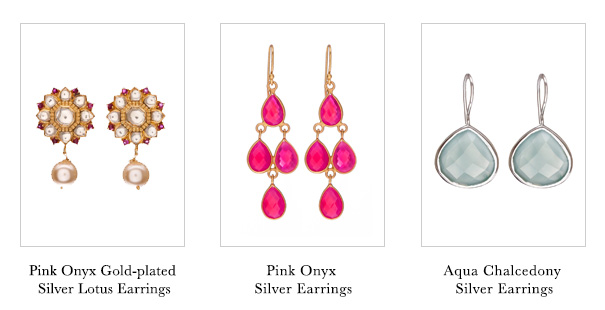 Pink Onyx Gold-plated
Silver Lotus Earrings
Pink Onyx
Silver Earrings
Aqua Chalcedony
Silver Earrings